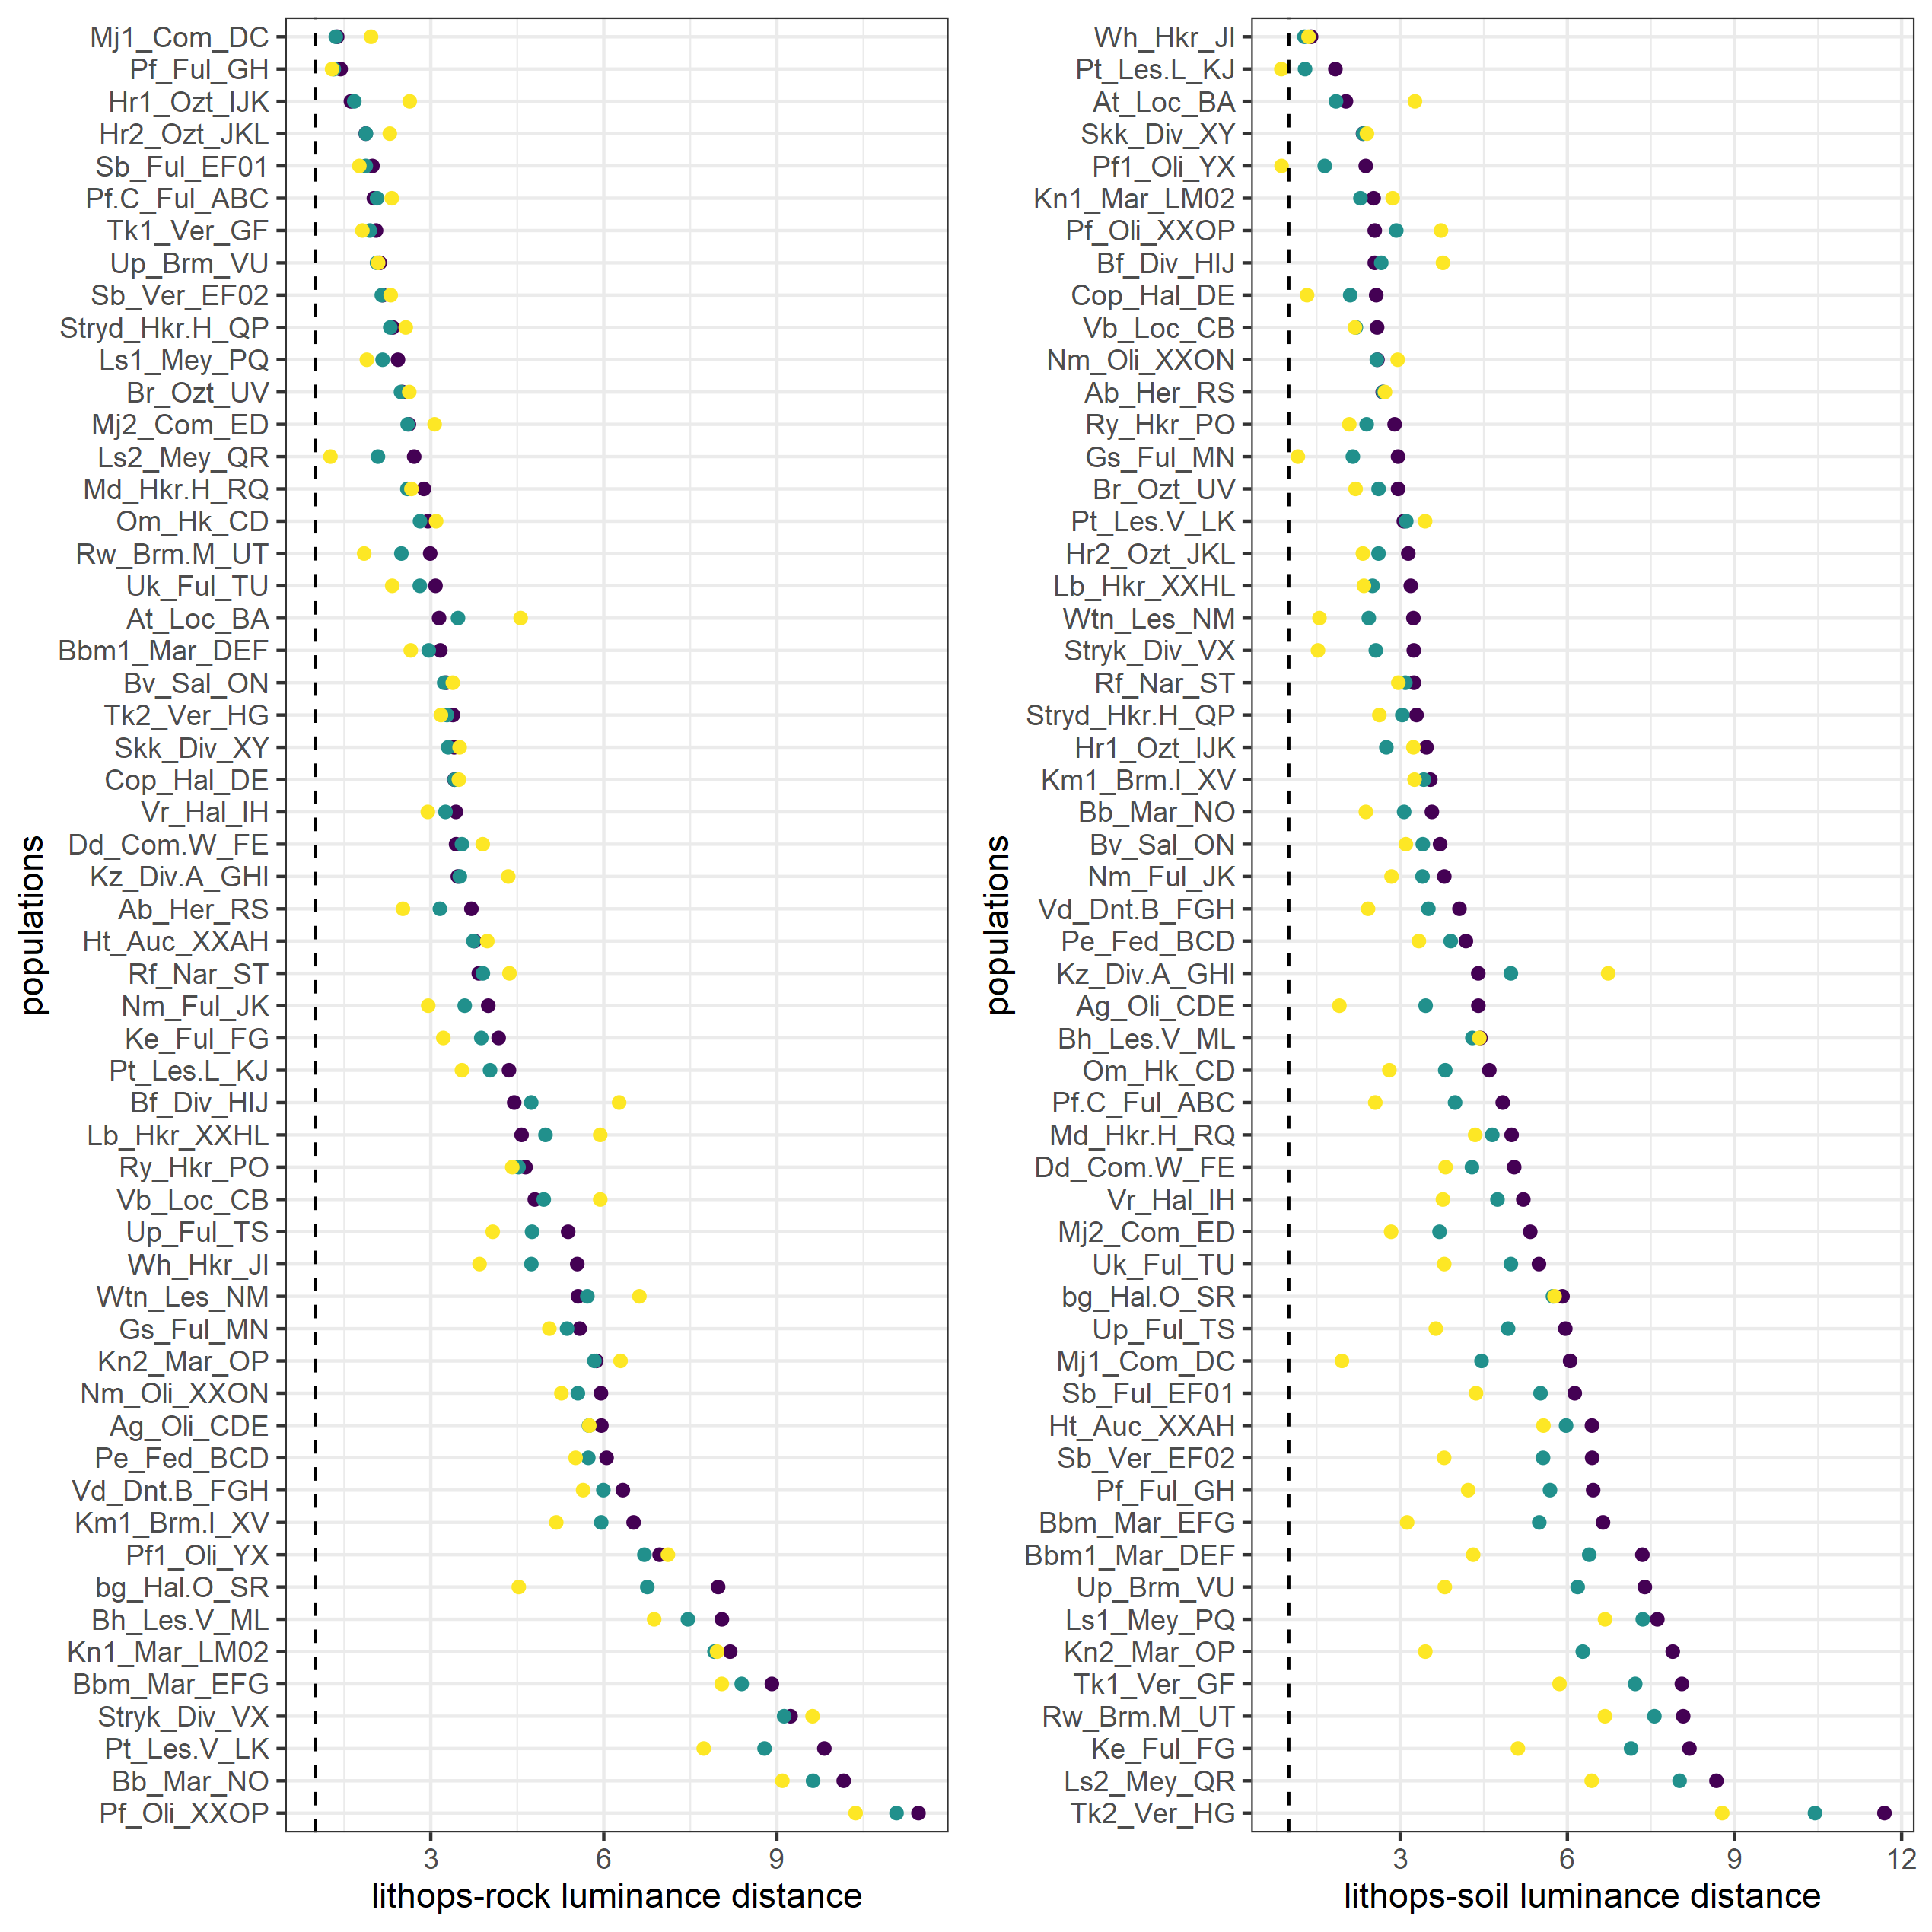 Mj1_Com_DC
Pf_Ful_GH
Hr1_Ozt_IJK
Hr2_Ozt_JKL
Sb_Ful_EF01
Pf.C_Ful_ABC
Tk1_Ver_GF
Up_Brm_VU
Sb_Ver_EF02
Stryd_Hkr.H_QP
Ls1_Mey_PQ
Br_Ozt_UV
Mj2_Com_ED
Ls2_Mey_QR
Md_Hkr.H_RQ
Om_Hk_CD
Rw_Brm.M_UT
Uk_Ful_TU
At_Loc_BA
Bbm1_Mar_DEF
Bv_Sal_ON
Tk2_Ver_HG
Skk_Div_XY
Cop_Hal_DE
Vr_Hal_IH
Dd_Com.W_FE
Kz_Div.A_GHI
Ab_Her_RS
Ht_Auc_XXAH
Rf_Nar_ST
Nm_Ful_JK
Ke_Ful_FG
Pt_Les.L_KJ
Bf_Div_HIJ
Lb_Hkr_XXHL
Ry_Hkr_PO
Vb_Loc_CB
Up_Ful_TS
Wh_Hkr_JI
Wtn_Les_NM
Gs_Ful_MN
Kn2_Mar_OP
Nm_Oli_XXON
Ag_Oli_CDE
Pe_Fed_BCD
Vd_Dnt.B_FGH
Km1_Brm.I_XV
Pf1_Oli_YX
bg_Hal.O_SR
Bh_Les.V_ML
Kn1_Mar_LM02
Bbm_Mar_EFG
Stryk_Div_VX
Pt_Les.V_LK
Bb_Mar_NO
Pf_Oli_XXOP
populations
3 6 9
lithops-rock luminance distance
Wh_Hkr_JI
Pt_Les.L_KJ
At_Loc_BA
Skk_Div_XY
Pf1_Oli_YX
Kn1_Mar_LM02
Pf_Oli_XXOP
Bf_Div_HIJ
Cop_Hal_DE
Vb_Loc_CB
Nm_Oli_XXON
Ab_Her_RS
Ry_Hkr_PO
Gs_Ful_MN
Br_Ozt_UV
Pt_Les.V_LK
Hr2_Ozt_JKL
Lb_Hkr_XXHL
Wtn_Les_NM
Stryk_Div_VX
Rf_Nar_ST
Stryd_Hkr.H_QP
Hr1_Ozt_IJK
Km1_Brm.I_XV
Bb_Mar_NO
Bv_Sal_ON
Nm_Ful_JK
Vd_Dnt.B_FGH
Pe_Fed_BCD
Kz_Div.A_GHI
Ag_Oli_CDE
Bh_Les.V_ML
Om_Hk_CD
Pf.C_Ful_ABC
Md_Hkr.H_RQ
Dd_Com.W_FE
Vr_Hal_IH
Mj2_Com_ED
Uk_Ful_TU
bg_Hal.O_SR
Up_Ful_TS
Mj1_Com_DC
Sb_Ful_EF01
Ht_Auc_XXAH
Sb_Ver_EF02
Pf_Ful_GH
Bbm_Mar_EFG
Bbm1_Mar_DEF
Up_Brm_VU
Ls1_Mey_PQ
Kn2_Mar_OP
Tk1_Ver_GF
Rw_Brm.M_UT
Ke_Ful_FG
Ls2_Mey_QR
Tk2_Ver_HG
populations
3 6 9 12
lithops-soil luminance distance